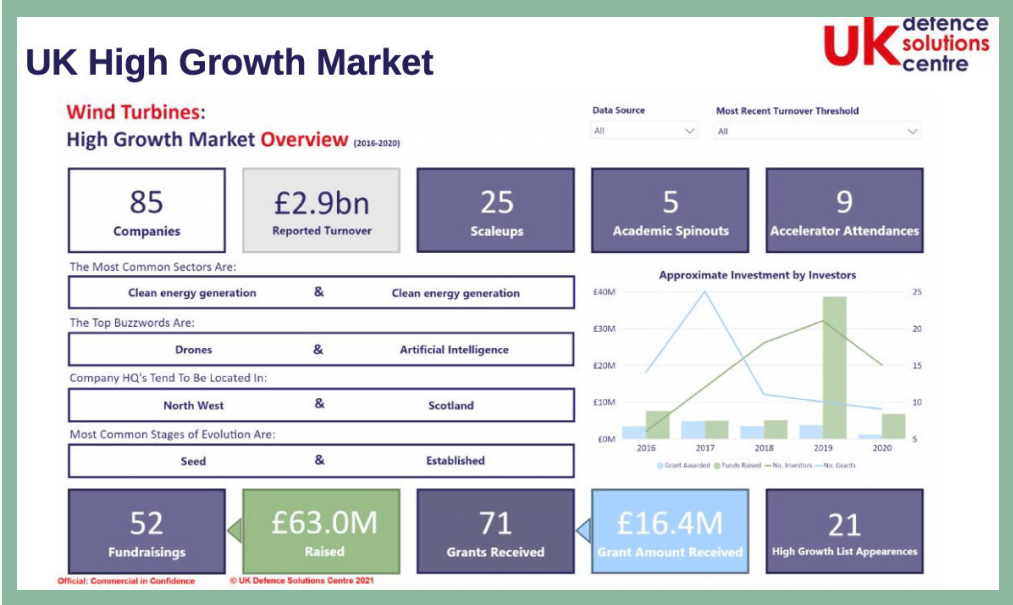 UK High Growth Market
UK defence
solutions
centre
Wind Turbines:
High Growth Market Overview (2016-2020)
Data Source
All
Most Recent Turnover Threshold
All
85
Companies
£2.9bn
Reported Turnover
25
Scaleups
5
Academic Spinouts
9
Accelerator Attendances
The Most Common Sectors Are:
Clean energy generation & Clean energy generation
The Top Buzzwords Are:
Drones & Artificial Intelligence
Company HQ's Tend To Be Located In:
North West & Scotland
Most Common Stages of Evolution Are:
Seed & Established
Approximate Investment by Investors
£40M 25
£30M 20
£20M 15
£10M 10
£0M 5
2016 2017 2018 2019 2020
Grant Awarded Funds Raised No. Investors No. Grants
52
Fundraisings
£63.0M
Raised
71
Grants Received
£16.4M
Grant Amount Received
21
High Growth List Appearences
Official: Commercial in Confidence
© UK Defence Solutions Centre 2021